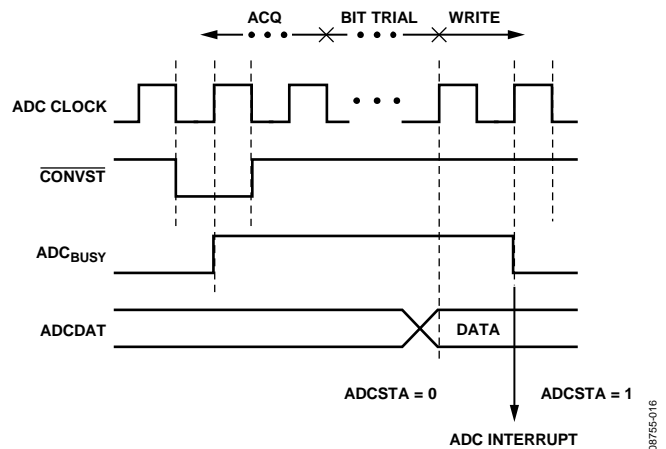 ACQ BIT TRIAL WRITE
ADC CLOCK
CONVST
ADCBUSY
ADCDAT DATA
ADCSTA = 0 ADCSTA = 1
ADC INTERRUPT
08755-016